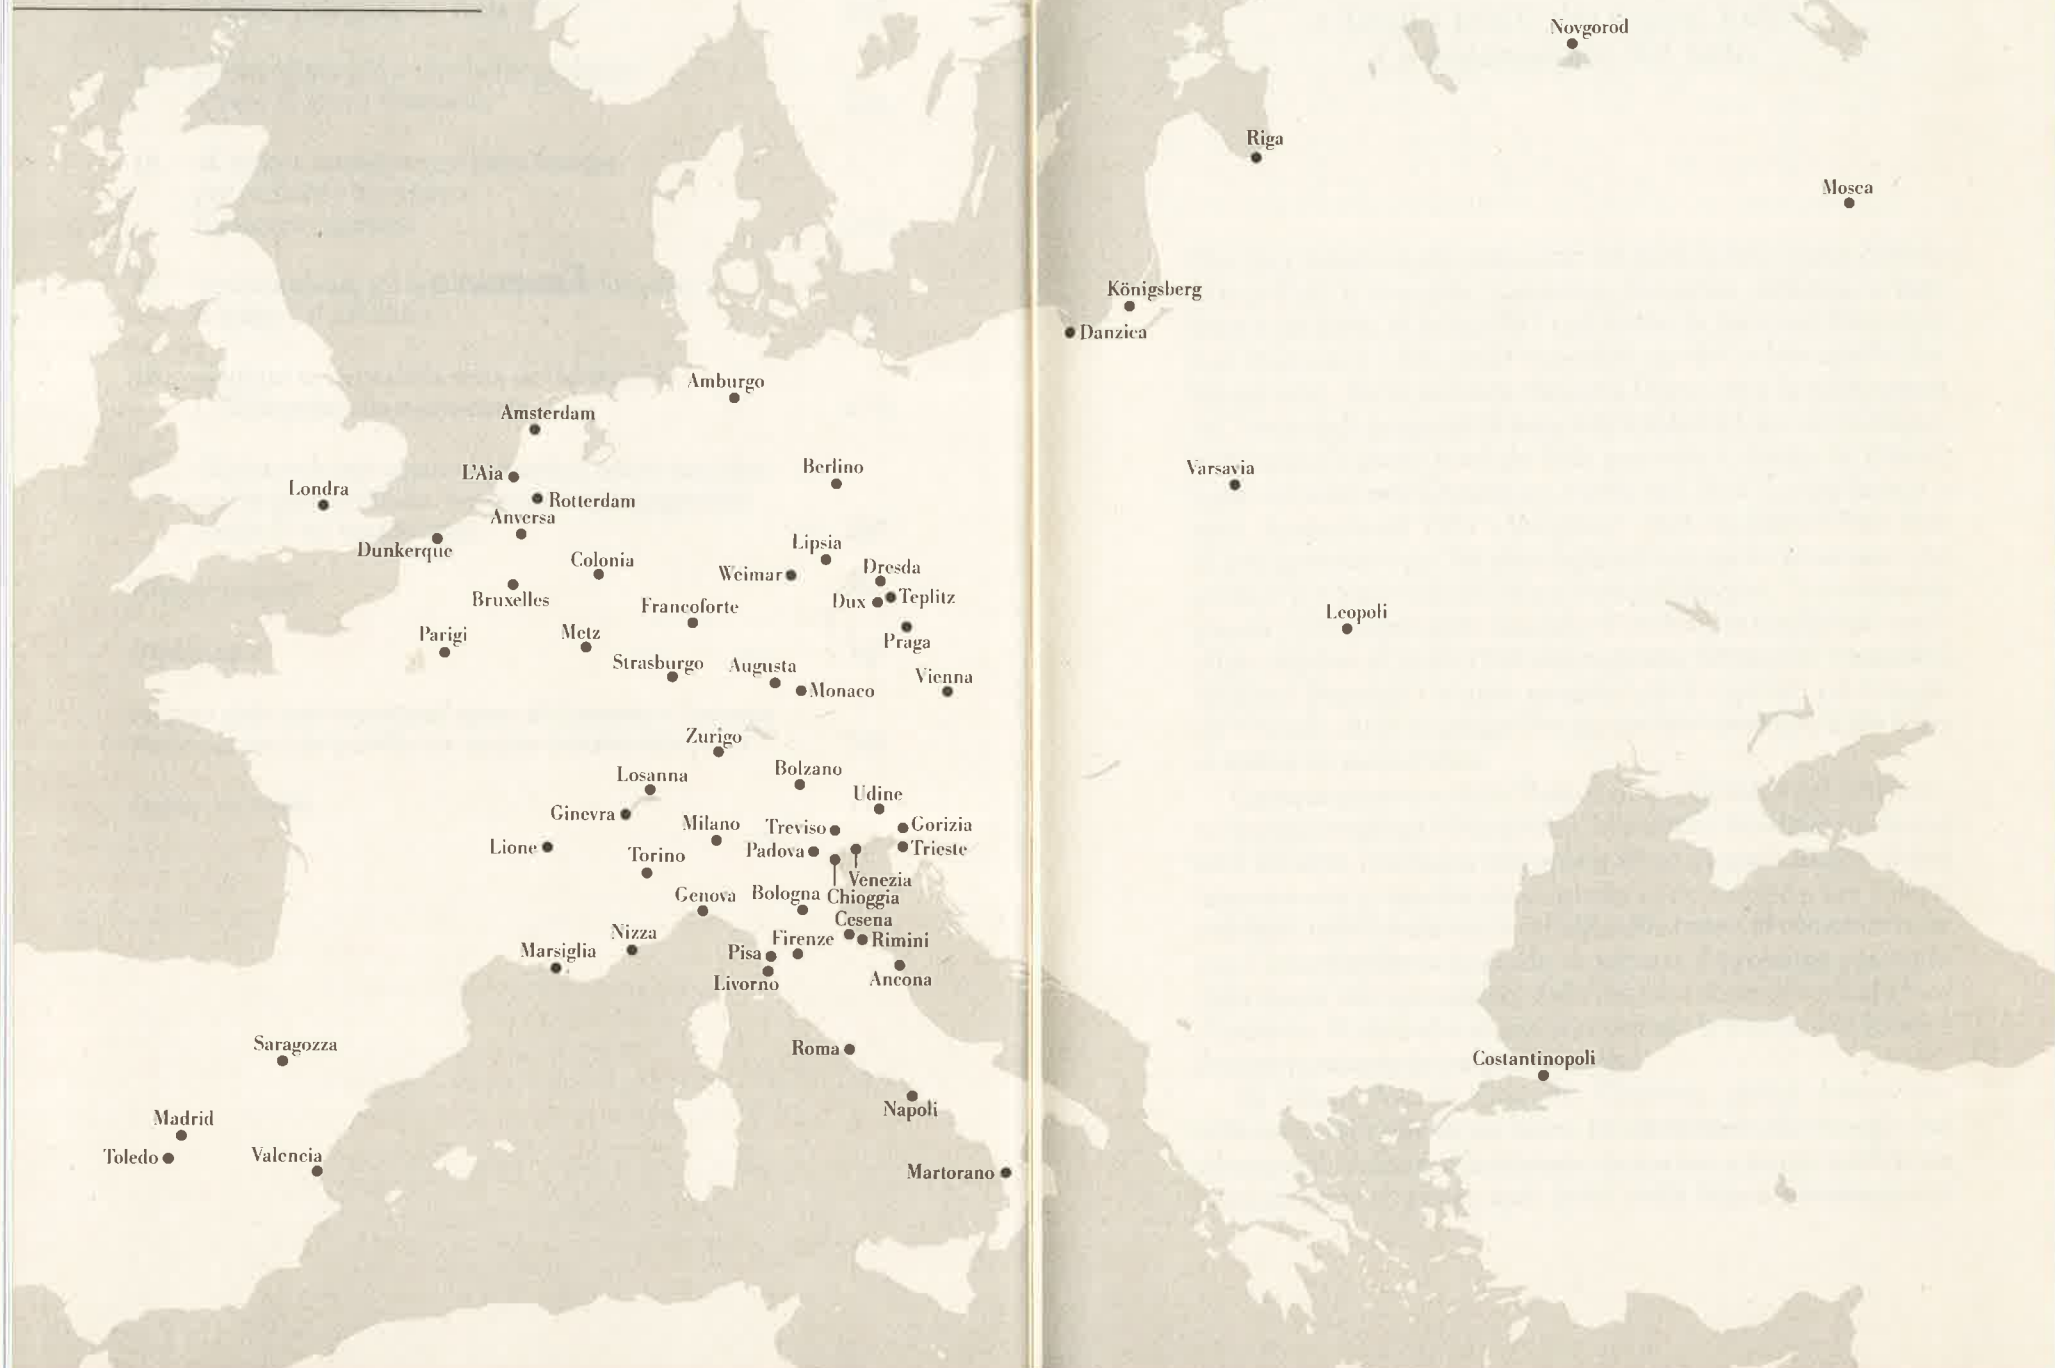 Novgorod
Riga
Mosca
Königsberg
Danzica
Amburgo
Amsterdam
L'Aia
Berlino
Varsavia
Londra
Rotterdam
Anversa
Dunkerque
Lipsia
Colonia
Weimar
Dresda
Bruxelles
Dux
Teplitz
Francoforte
Leopoli
Parigi
Metz
Praga
Strasburgo
Augusta
Monaco
Vienna
Zurigo
Losanna
Bolzano
Udine
Ginevra
Milano
Treviso
Gorizia
Lione
Torino
Padova
Trieste
Venezia
Genova
Bologna
Chioggia
Cesena
Nizza
Firenze
Rimini
Marsiglia
Pisa
Livorno
Ancona
Saragozza
Roma
Costantinopoli
Napoli
Madrid
Toledo
Valencia
Martorano